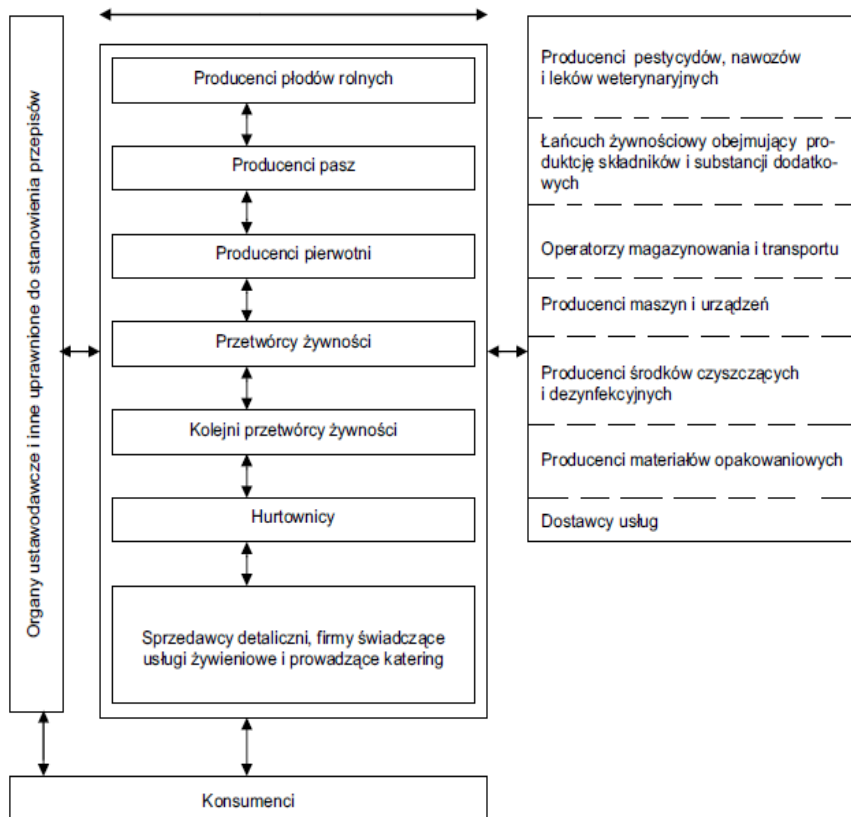 Organy ustawodawcze i inne uprawnione do stanowienia przepisów
Producenci płodów rolnych
Producenci pasz
Producenci pierwotni
Przetwórcy żywności
Kolejni przetwórcy żywności
Hurtownicy
Sprzedawcy detaliczni, firmy świadczące
usługi żywieniowe i prowadzące katering
Konsumenci
Producenci pestycydów, nawozów
i leków weterynaryjnych
Łańcuch żywnościowy obejmujący pro-
dukcję składników i substancji dodatko-
wych
Operatorzy magazynowania i transportu
Producenci maszyn i urządzeń
Producenci środków czyszczących
i dezynfekcyjnych
Producenci materiałów opakowaniowych
Dostawcy usług